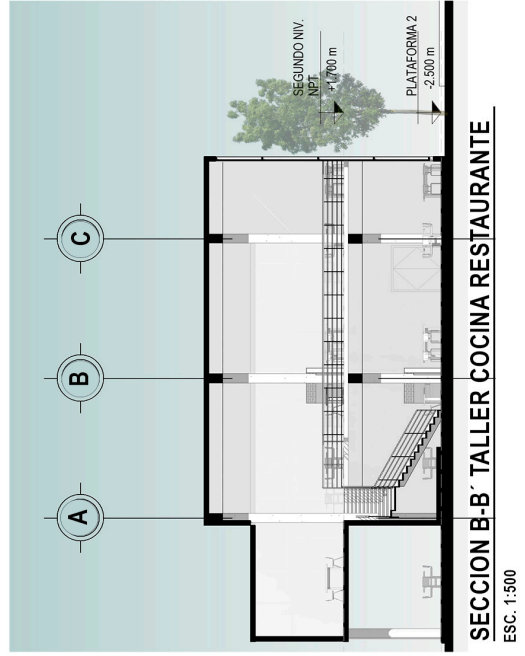 SEGUNDO NIV.
NPT
+1.700 m
PLATAFORMA 2
-2.500 m
A
B
C
SECCION B-B´ TALLER COCINA RESTAURANTE
ESC. 1:500